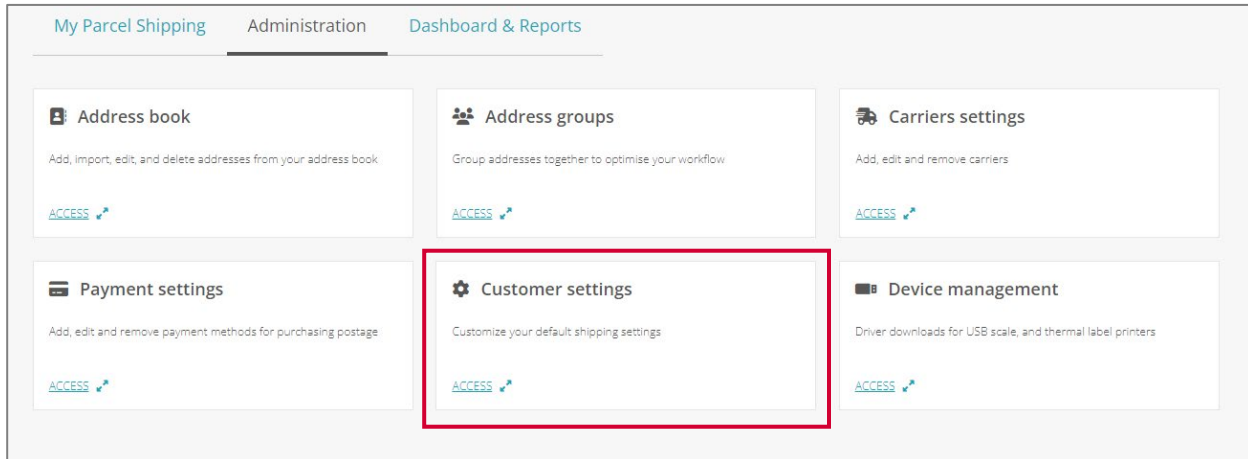 My Parcel Shipping Administration Dashboard & Reports
Address book
Add, import, edit, and delete addresses from your address book
ACCESS
Address groups
Group addresses together to optimise your workflow
ACCESS
Carriers settings
Add, edit and remove carriers
ACCESS
Payment settings
Add, edit and remove payment methods for purchasing postage
ACCESS
Customer settings
Customize your default shipping settings
ACCESS
Device management
Driver downloads for USB scale, and thermal label printers
ACCESS